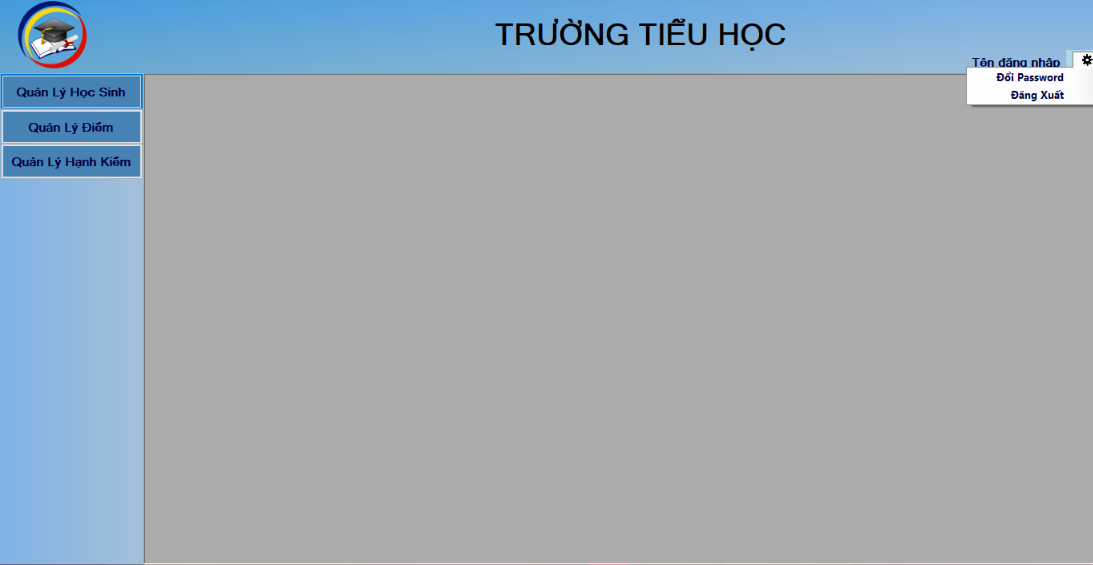 TRƯỜNG TIỂU HỌC
Tên đăng nhập
Đổi Password
Đăng Xuất
Quản Lý Học Sinh
Quản Lý Điểm
Quản Lý Hạnh Kiểm